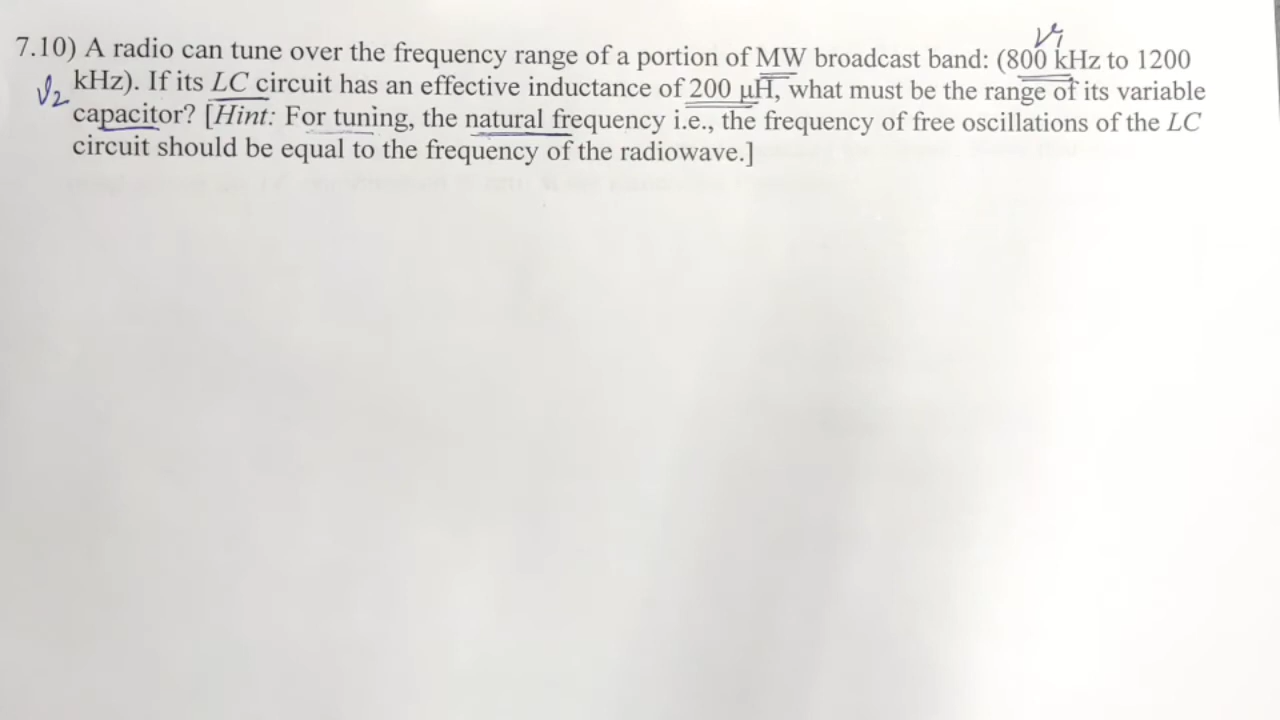 ν₁
7.10) A radio can tune over the frequency range of a portion of MW broadcast band: (800 kHz to 1200
ν₂ kHz). If its LC circuit has an effective inductance of 200 μH, what must be the range of its variable
capacitor? [Hint: For tuning, the natural frequency i.e., the frequency of free oscillations of the LC
circuit should be equal to the frequency of the radiowave.]